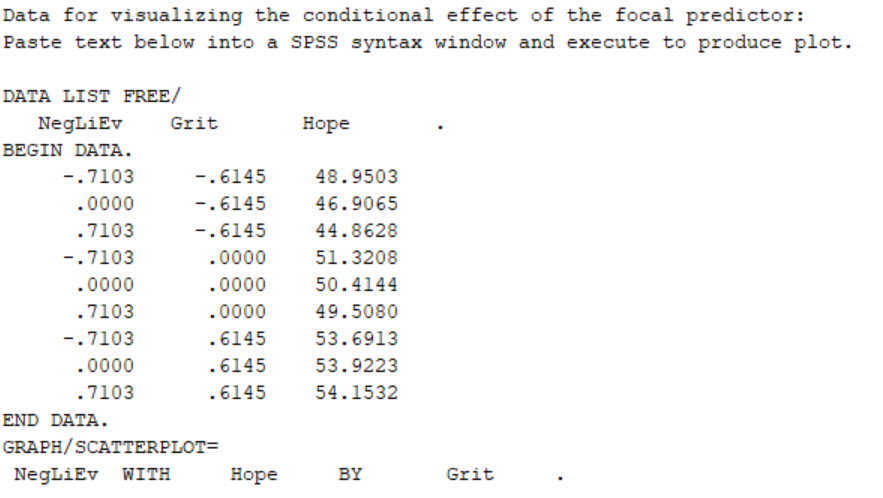 Data for visualizing the conditional effect of the focal predictor:
Paste text below into a SPSS syntax window and execute to produce plot.
DATA LIST FREE/
NegLiEv Grit Hope .
BEGIN DATA.
-.7103 -.6145 48.9503
.0000 -.6145 46.9065
.7103 -.6145 44.8628
-.7103 .0000 51.3208
.0000 .0000 50.4144
.7103 .0000 49.5080
-.7103 .6145 53.6913
.0000 .6145 53.9223
.7103 .6145 54.1532
END DATA.
GRAPH/SCATTERPLOT=
NegLiEv WITH Hope BY Grit .